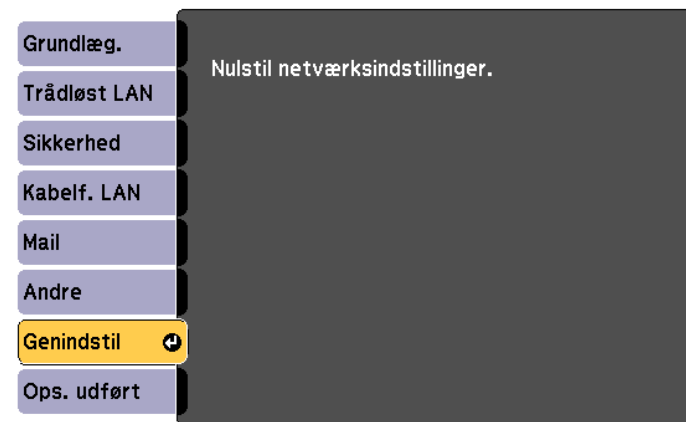 Grundlæg.
Nulstil netværksindstillinger.
Trådløst LAN
Sikkerhed
Kabelf. LAN
Mail
Andre
Genindstil
Ops. udført